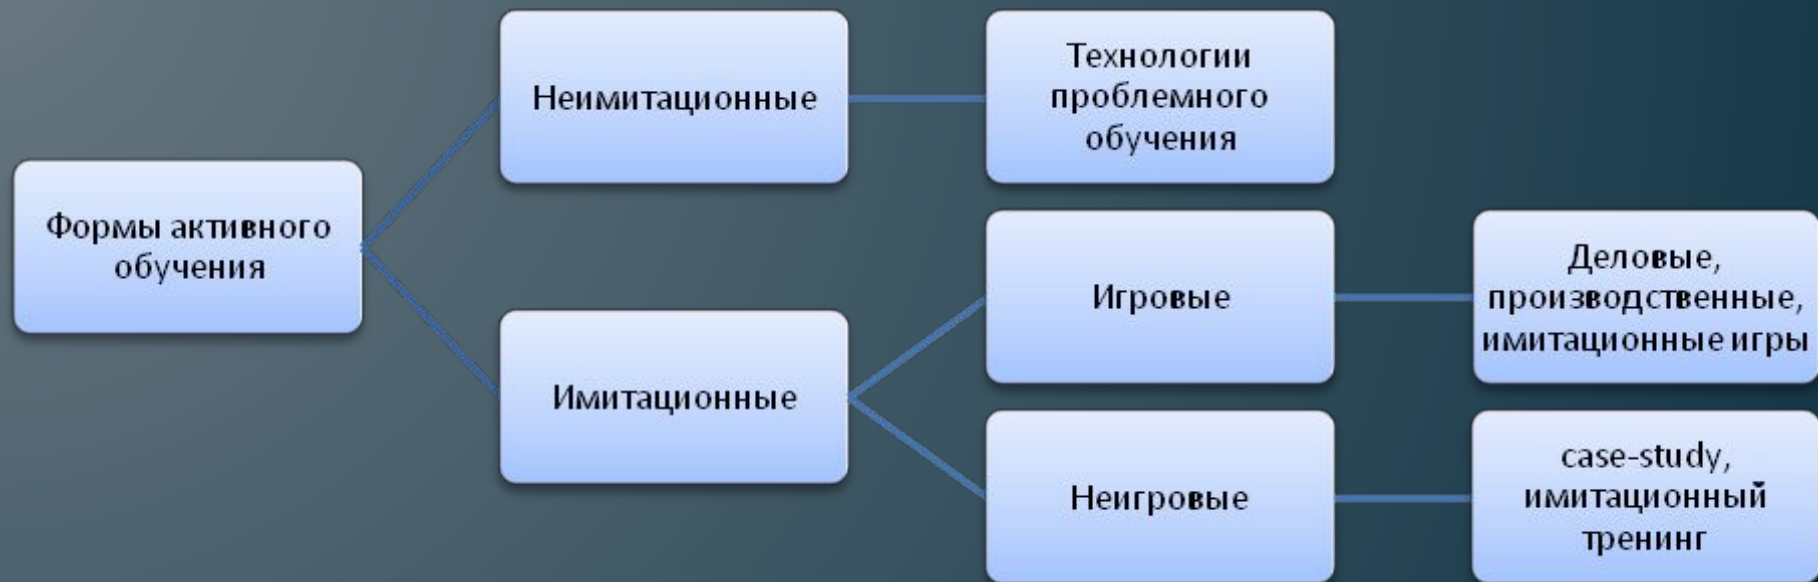 Формы активного
обучения
Неимитационные
Технологии
проблемного
обучения
Имитационные
Игровые
Деловые,
производственные,
имитационные игры
Неигровые
case-study,
имитационный
тренинг